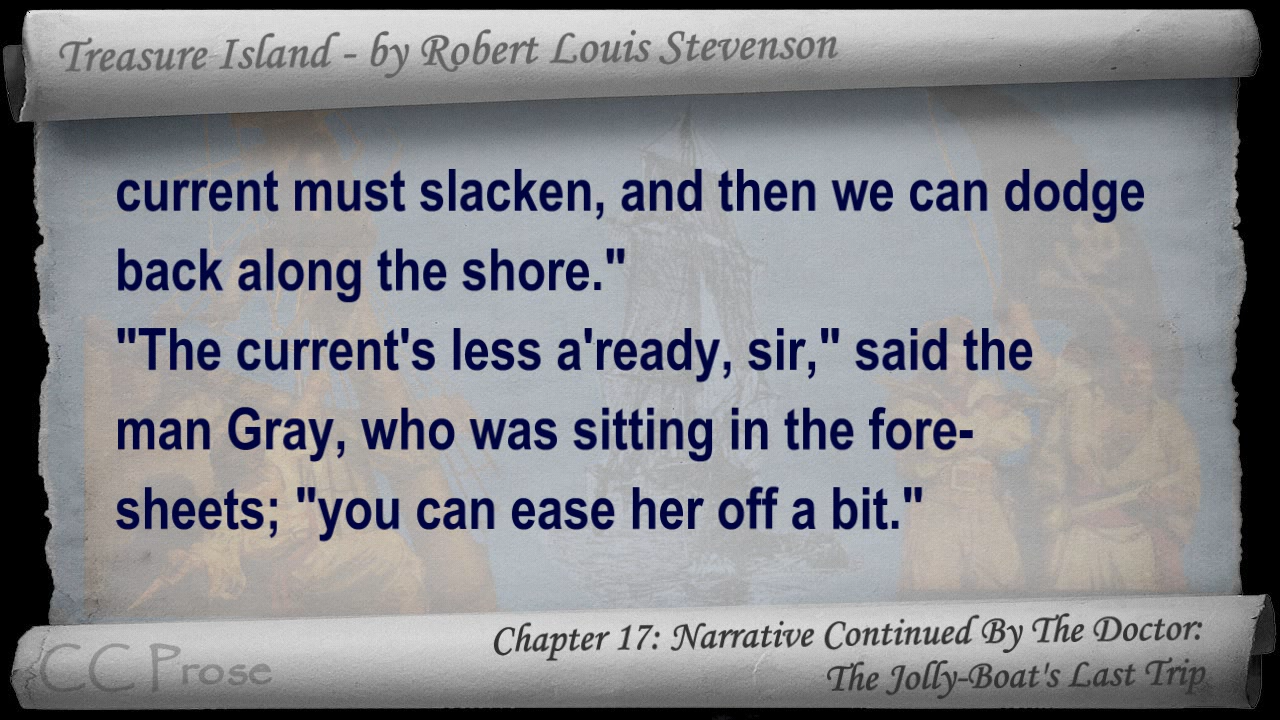 Treasure Island - by Robert Louis Stevenson
current must slacken, and then we can dodge
back along the shore."
"The current's less a'ready, sir," said the
man Gray, who was sitting in the fore-
sheets; "you can ease her off a bit."
Chapter 17: Narrative Continued By The Doctor:
The Jolly-Boat's Last Trip
CC Prose